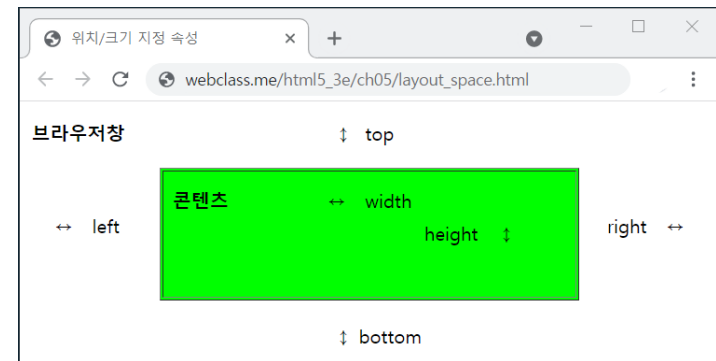 위치/크기 지정 속성
webclass.me/html5_3e/ch05/layout_space.html
브라우저창
↕ top
콘텐츠 ↔ width
↔ left
height ↕
right ↔
↕ bottom